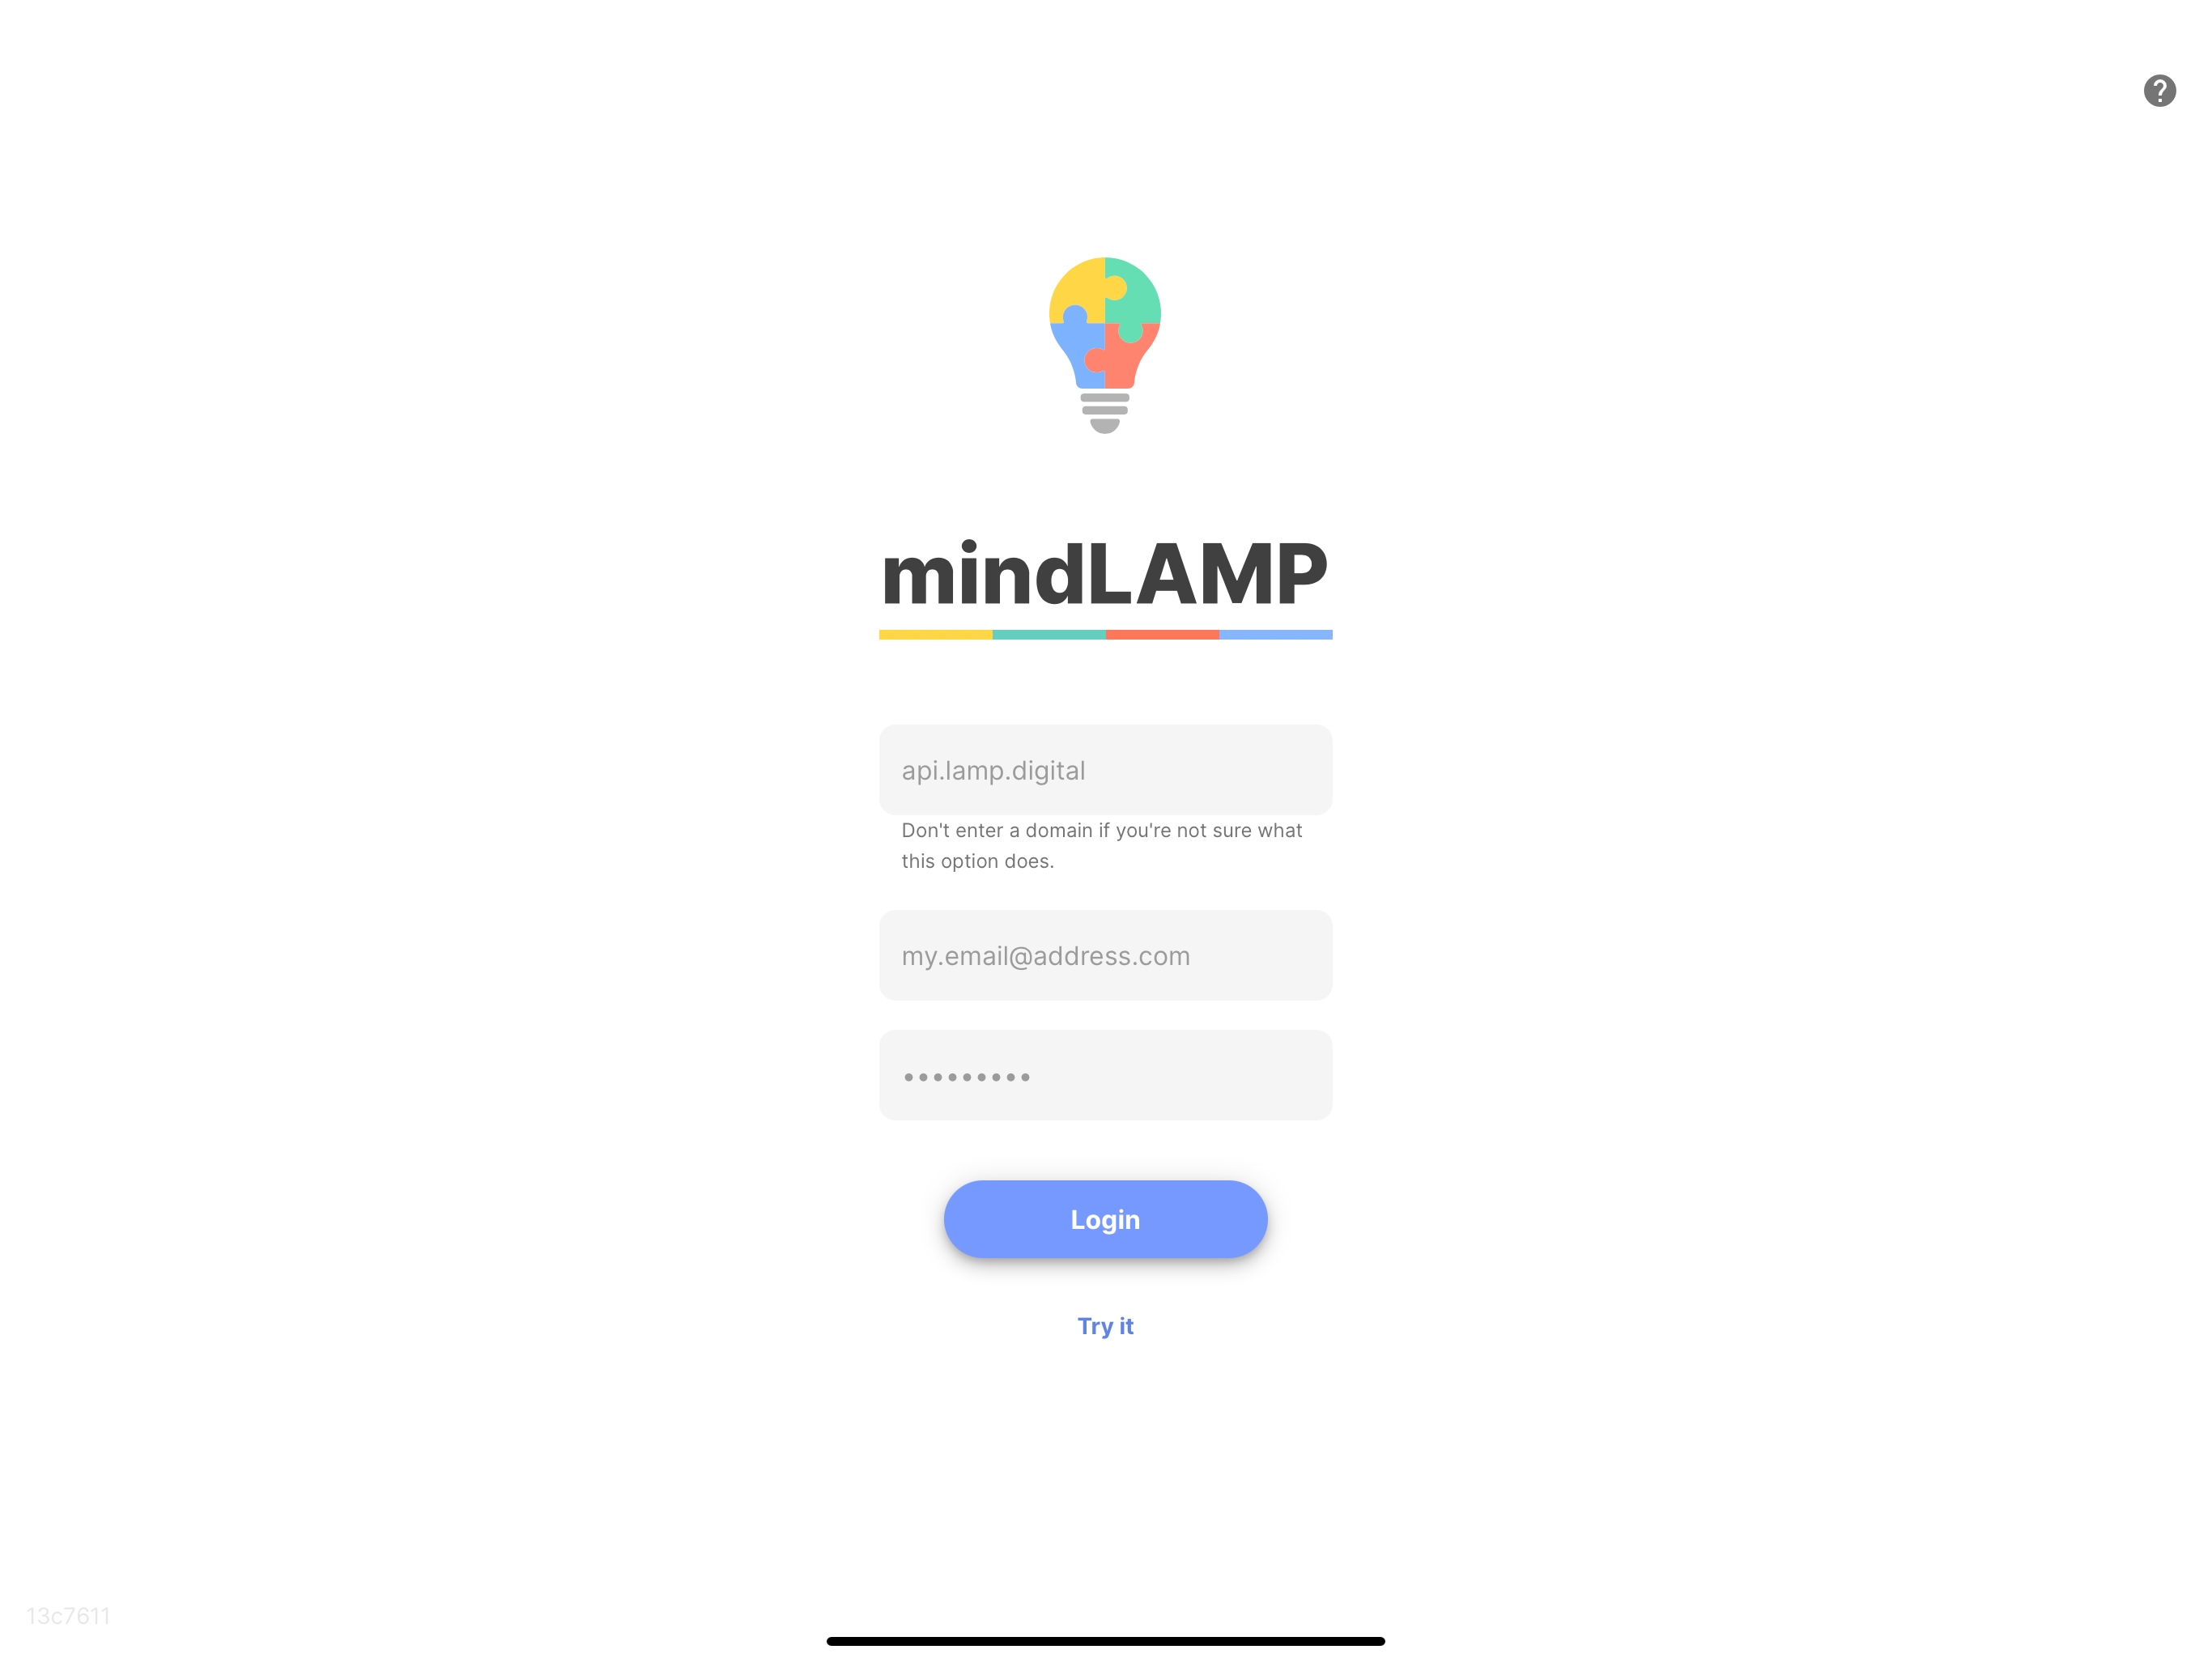 mindLAMP
api.lamp.digital
Don't enter a domain if you're not sure what
this option does.
my.email@address.com
•••••••••
Login
Try it
13c7611